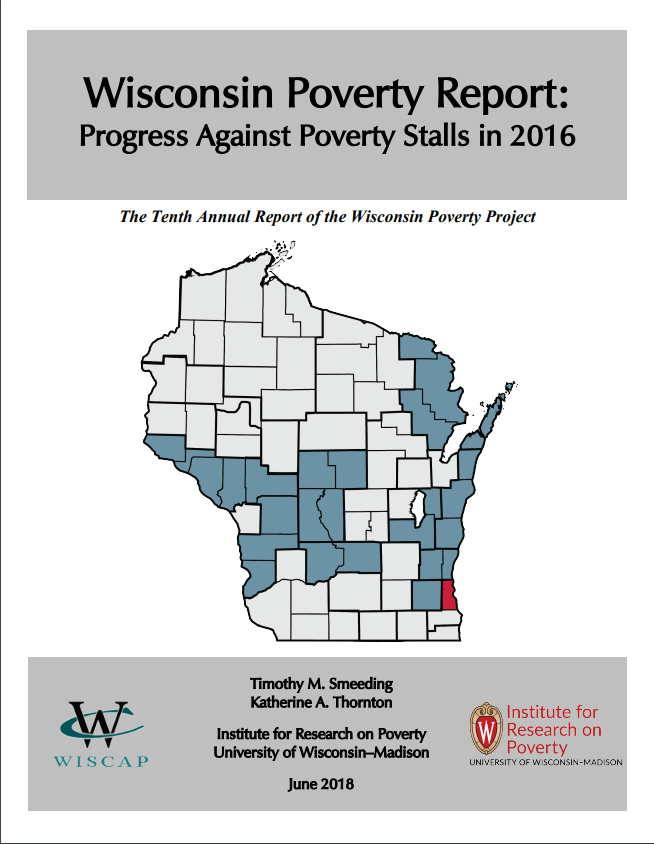 Wisconsin Poverty Report:
Progress Against Poverty Stalls in 2016
The Tenth Annual Report of the Wisconsin Poverty Project
Timothy M. Smeeding
Katherine A. Thornton
Institute for Research on Poverty
University of Wisconsin–Madison
June 2018
W
WISCAP
W
Institute for
Research on
Poverty
UNIVERSITY OF WISCONSIN–MADISON